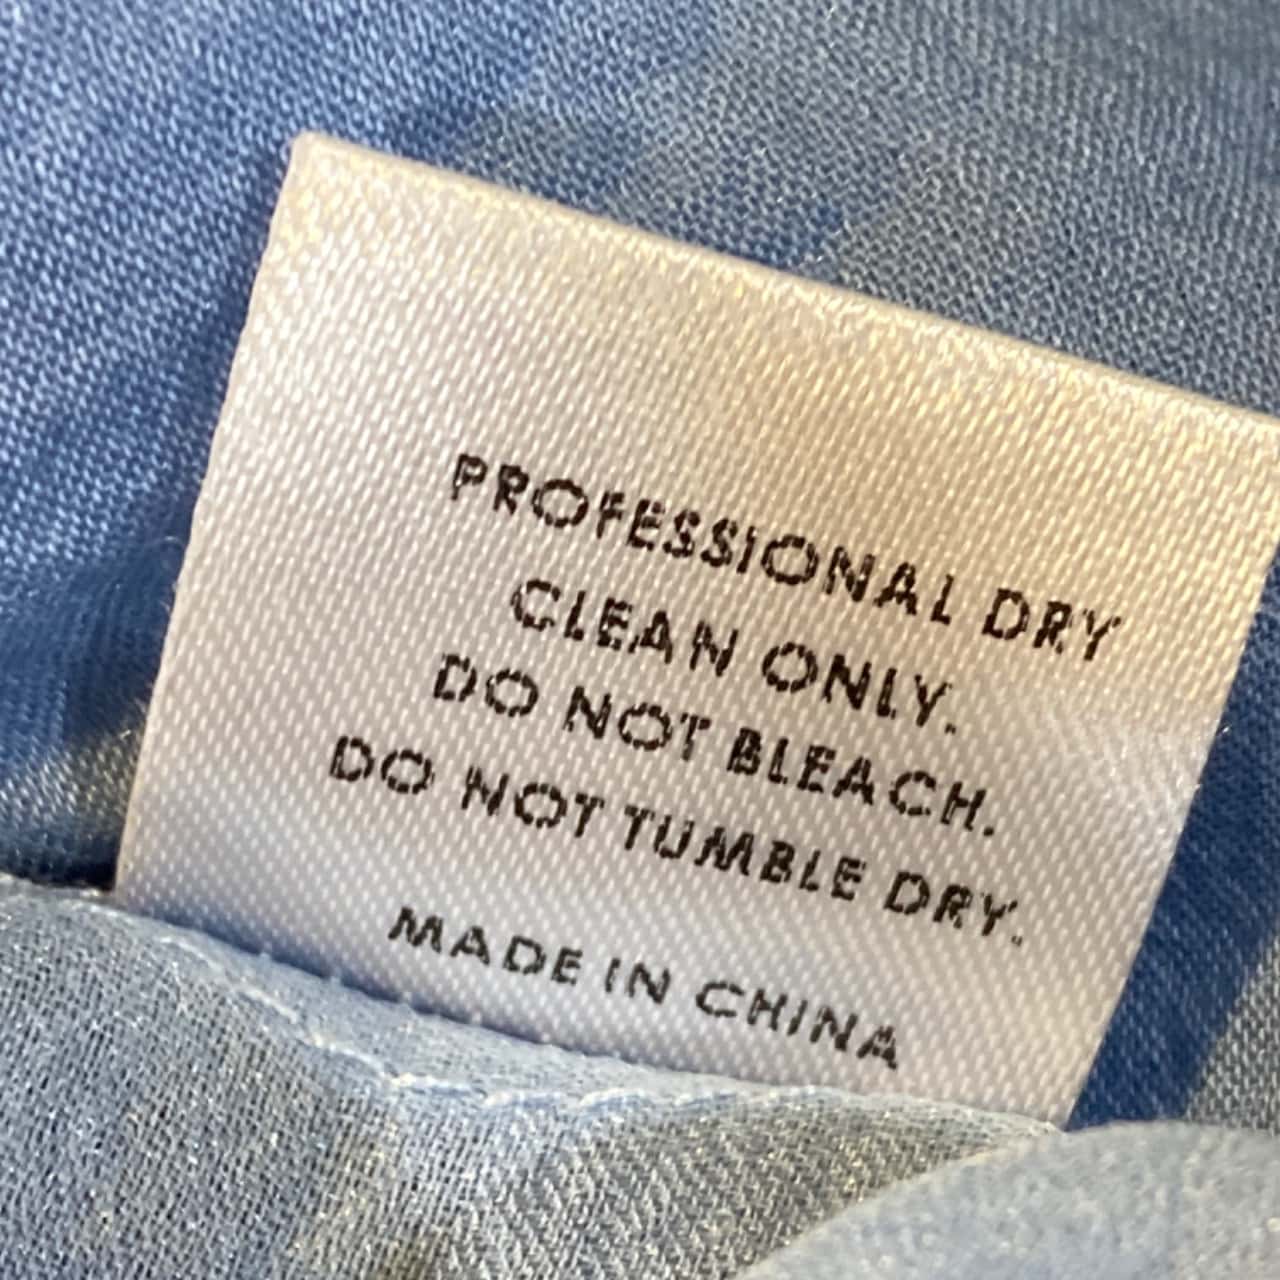 PROFESSIONAL DRY
CLEAN ONLY.
DO NOT BLEACH.
DO NOT TUMBLE DRY.
MADE IN CHINA